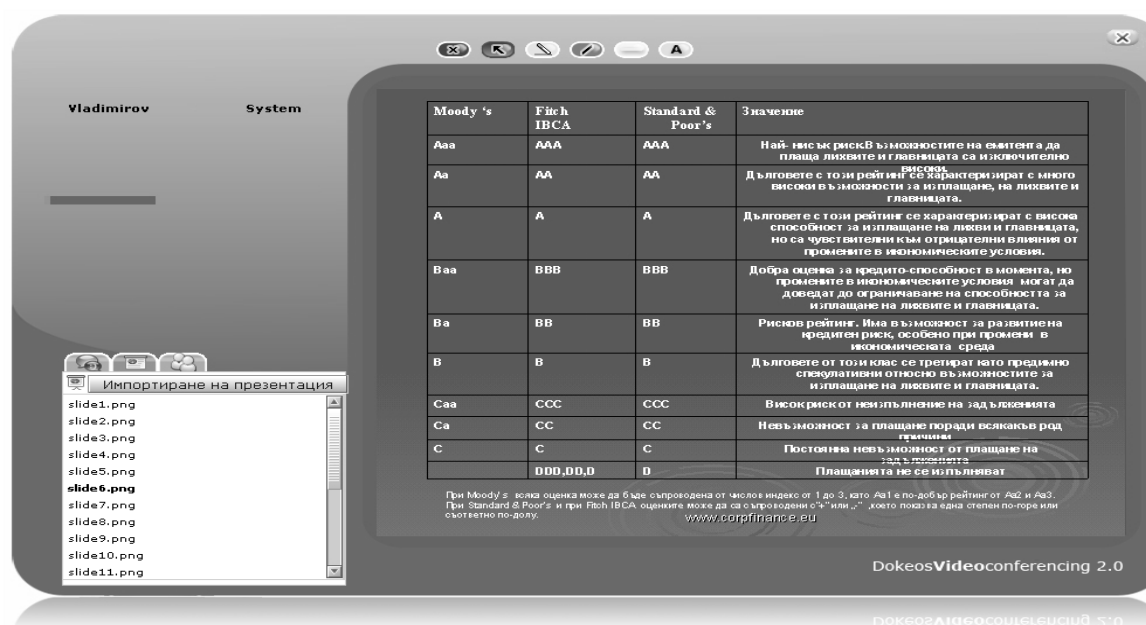 A
Vladimirov System
Moody 's Fitch IBCA Standard & Poor's Значение
Aaa AAA AAA Най- нисък риск.Възможностите на емитента да
плаща лихвите и главницата са изключително
високи.
Aa AA AA Дълговете с този рейтинг се характеризират с много
високи възможности за изплащане, на лихвите и
главницата.
A A A Дълговете с този рейтинг се характеризират с висока
способност за изплащане на лихви и главницата,
но са чувствителни към отрицателни влияния от
промените в икономическите условия.
Baa BBB BBB Добра оценка за кредито-способност в момента, но
промените в икономическите условия могат да
доведат до ограничаване на способността за
изплащане на лихвите и главницата.
Ba BB BB Рисков рейтинг. Има възможност за развитие на
кредитен риск, особено при промени в
икономическата среда
B B B Дълговете от този клас се третират като предимно
спекулативни относно възможностите за
изплащане на лихвите и главницата.
Caa CCC CCC Висок риск от неизпълнение на задълженията
Ca CC CC Невъзможност за плащане поради всякакъв род
причини
C C C Постоянна невъзможност от плащане на
задълженията
DDD,DD,D D Плащанията не се изпълняват
При Moody's всяка оценка може да бъде съпроводена от числов индекс от 1 до 3, като Aa1 е по-добър рейтинг от Aa2 и Aa3.
При Standard & Poor's и при Fitch IBCA оценките може да са съпроводени с"+"или „-" ,което показва една степен по-горе или
съответно по-долу.
www.corpfinance.eu
Импортиране на презентация
slide1.png
slide2.png
slide3.png
slide4.png
slide5.png
slide6.png
slide7.png
slide8.png
slide9.png
slide10.png
slide11.png
DokeosVideoconferencing 2.0